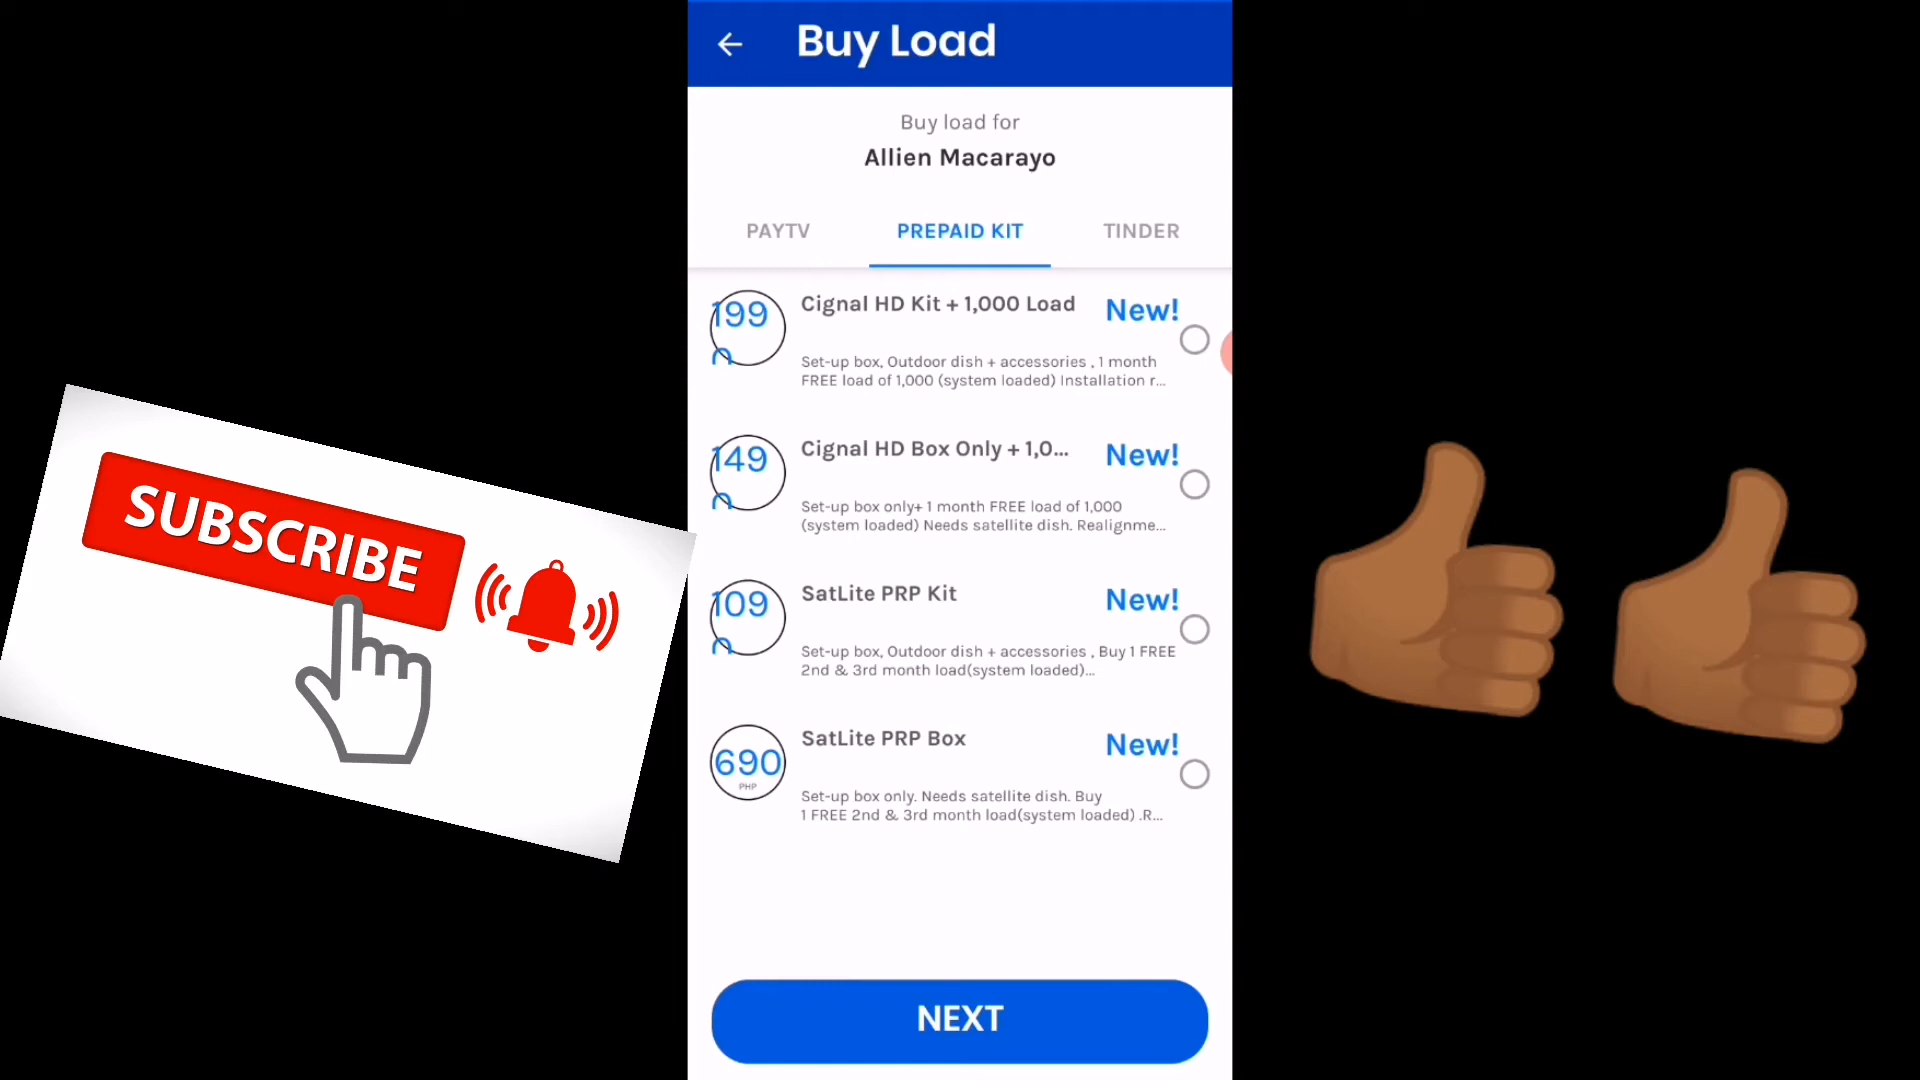 Buy Load
Buy load for
Allien Macarayo
PAYTV
PREPAID KIT
TINDER
199
Cignal HD Kit + 1,000 Load
New!
Set-up box, Outdoor dish + accessories , 1 month
FREE load of 1,000 (system loaded) Installation r...
149
Cignal HD Box Only + 1,0...
New!
Set-up box only+ 1 month FREE load of 1,000
(system loaded) Needs satellite dish. Realignme...
109
SatLite PRP Kit
New!
Set-up box, Outdoor dish + accessories , Buy 1 FREE
2nd & 3rd month load(system loaded)...
690
PHP
SatLite PRP Box
New!
Set-up box only. Needs satellite dish. Buy
1 FREE 2nd & 3rd month load(system loaded) .R...
NEXT
SUBSCRIBE